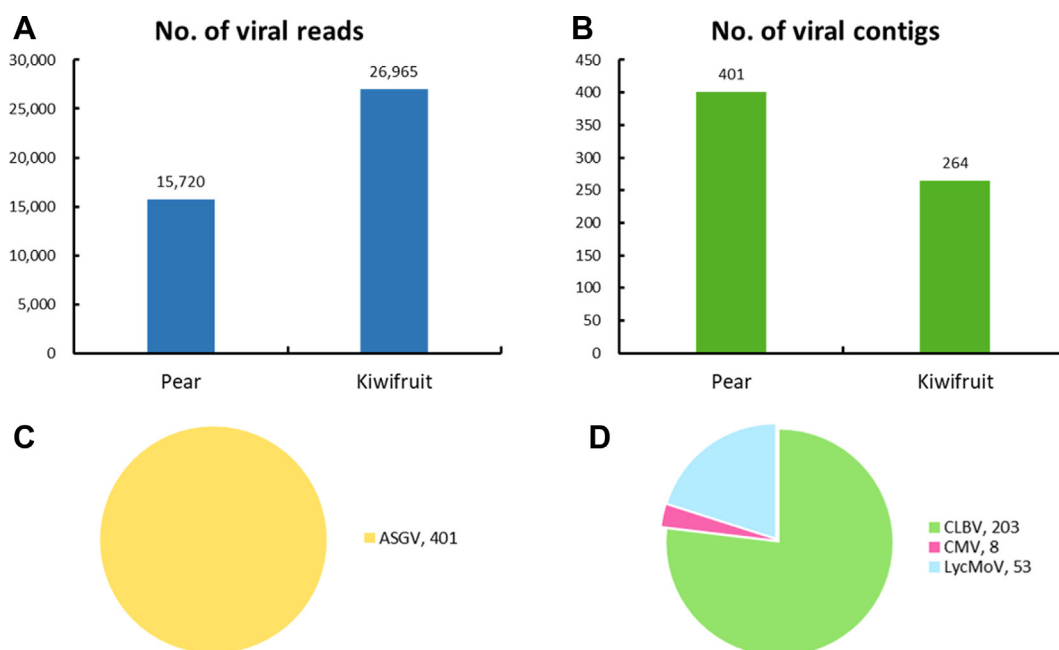 A
No. of viral reads
30,000
25,000
20,000
15,000
10,000
5,000
0
15,720
26,965
Pear
Kiwifruit
B
No. of viral contigs
450
400
350
300
250
200
150
100
50
0
401
264
Pear
Kiwifruit
C
ASGV, 401
D
CLBV, 203
CMV, 8
LycMoV, 53